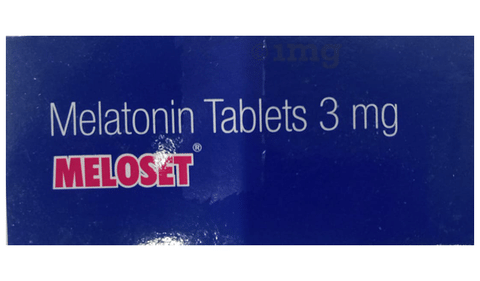 1mg
Melatonin Tablets 3 mg
MELOSET®